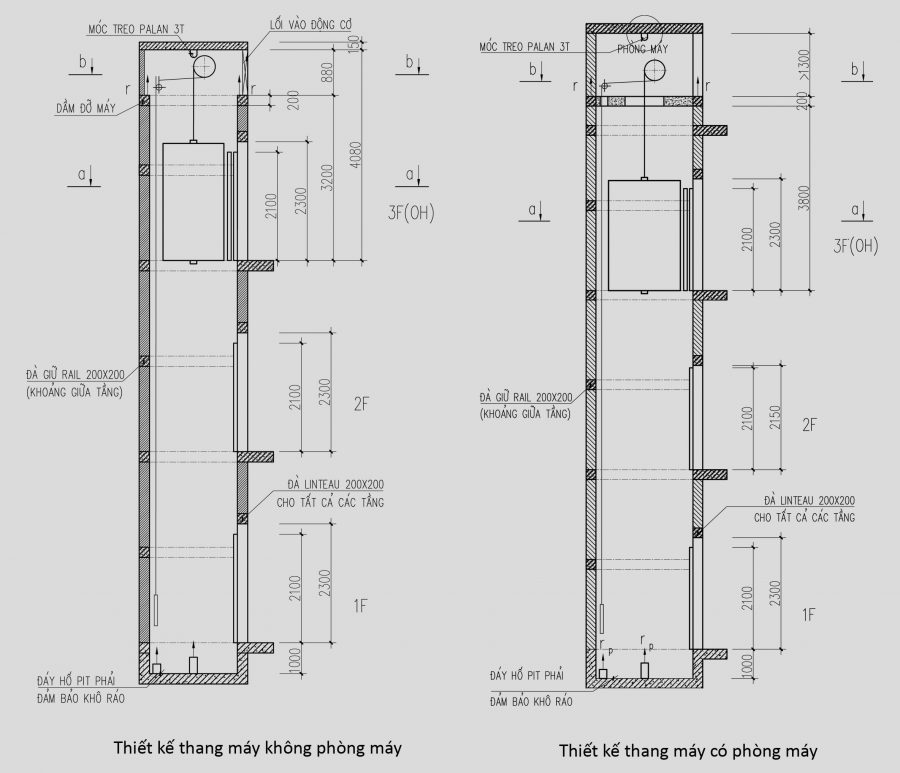 MÓC TREO PALAN 3T
LỐI VÀO ĐỘNG CƠ
150
b
b
880
r
r
200
DẦM ĐỠ MÁY
4080
a
a
3200
2100
2300
3F(OH)
ĐÀ GIỮ RAIL 200X200
(KHOẢNG GIỮA TẦNG)
2100
2300
2F
ĐÀ LINTEAU 200X200
CHO TẤT CẢ CÁC TẦNG
2100
2300
1F
1000
ĐÁY HỐ PIT PHẢI
ĐẢM BẢO KHÔ RÁO
Thiết kế thang máy không phòng máy
MÓC TREO PALAN 3T
PHÒNG MÁY
b
b
>1300
r
r
200
3800
a
a
2100
2300
3F(OH)
ĐÀ GIỮ RAIL 200X200
(KHOẢNG GIỮA TẦNG)
2100
2150
2F
ĐÀ LINTEAU 200X200
CHO TẤT CẢ CÁC TẦNG
2100
2300
1F
r p
r p
1000
ĐÁY HỐ PIT PHẢI
ĐẢM BẢO KHÔ RÁO
Thiết kế thang máy có phòng máy